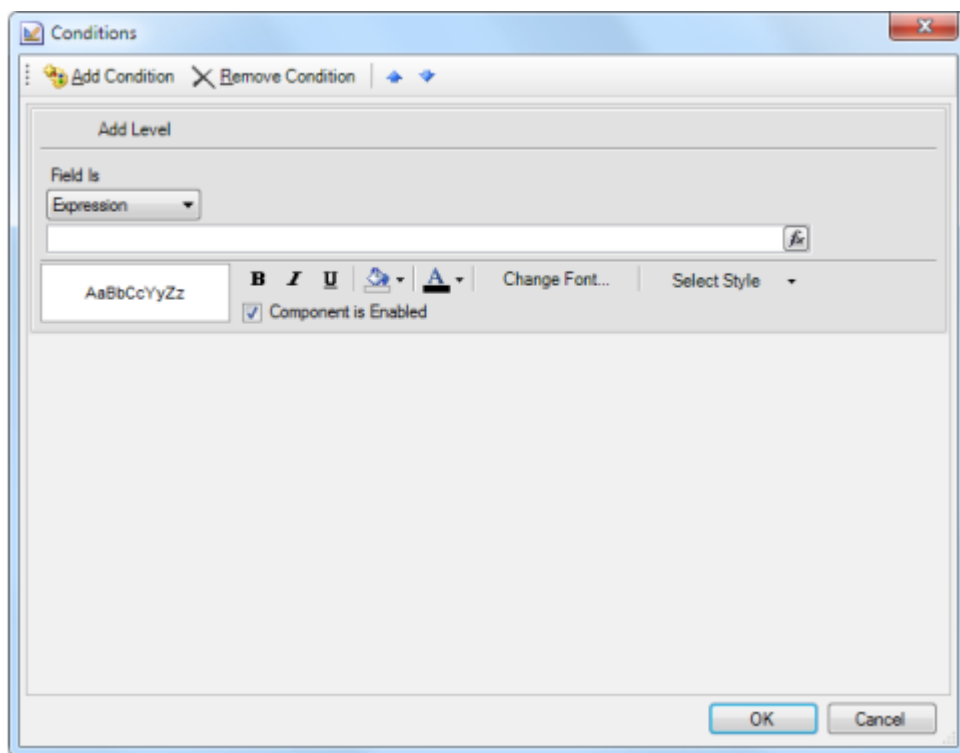 Conditions
Add Condition Remove Condition
Add Level
Field Is
Expression
fx
AaBbCcYyZz B I U A Change Font... Select Style
Component is Enabled
OK Cancel